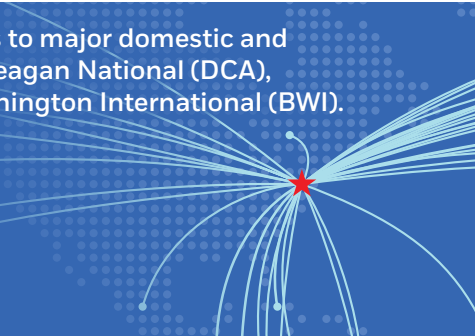 to major domestic and
eagan National (DCA),
hington International (BWI).